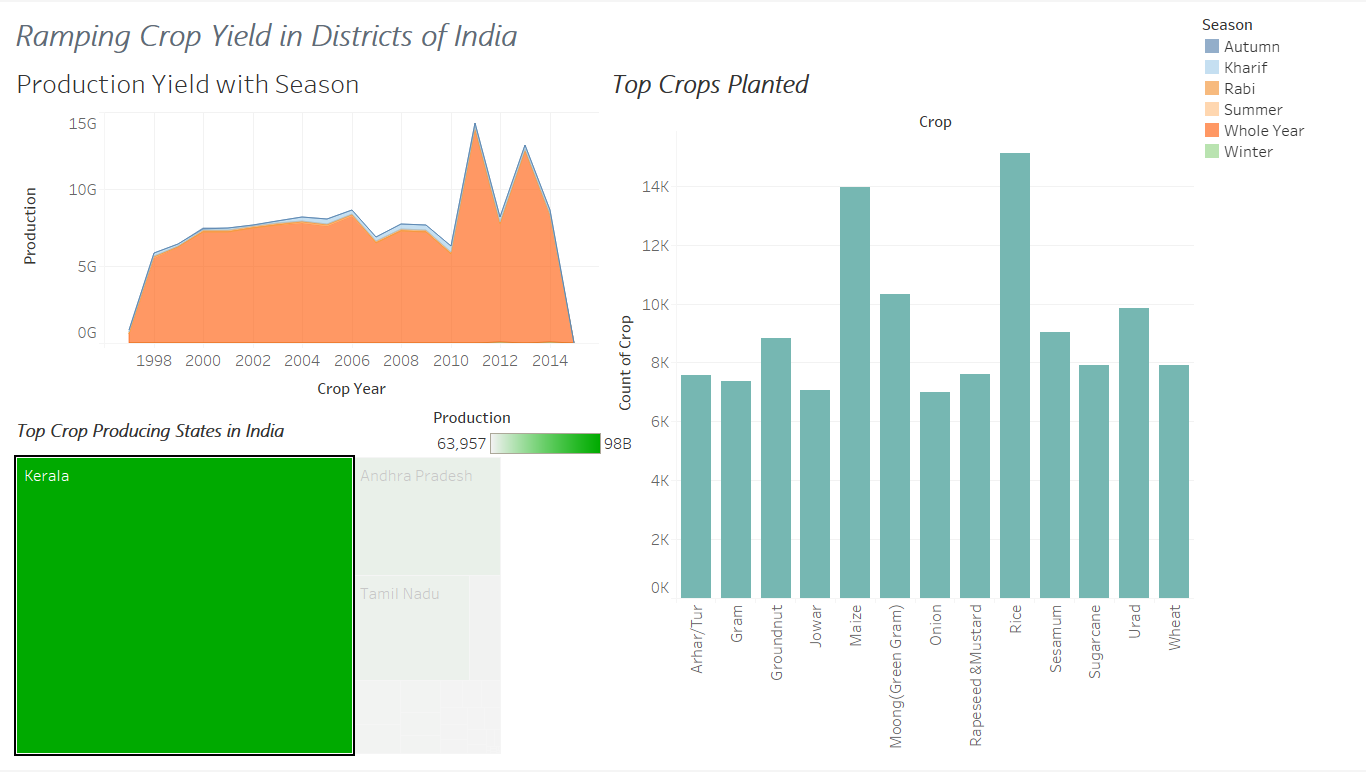 Ramping Crop Yield in Districts of India
Production Yield with Season
15G
10G
5G
0G
Production
1998 2000 2002 2004 2006 2008 2010 2012 2014
Crop Year
Top Crop Producing States in India
Production
63,957 98B
Kerala
Andhra Pradesh
Tamil Nadu
Top Crops Planted
Crop
14K
12K
10K
8K
6K
4K
2K
0K
Count of Crop
Arhar/Tur
Gram
Groundnut
Jowar
Maize
Moong(Green Gram)
Onion
Rapeseed &Mustard
Rice
Sesamum
Sugarcane
Urad
Wheat
Season
Autumn
Kharif
Rabi
Summer
Whole Year
Winter